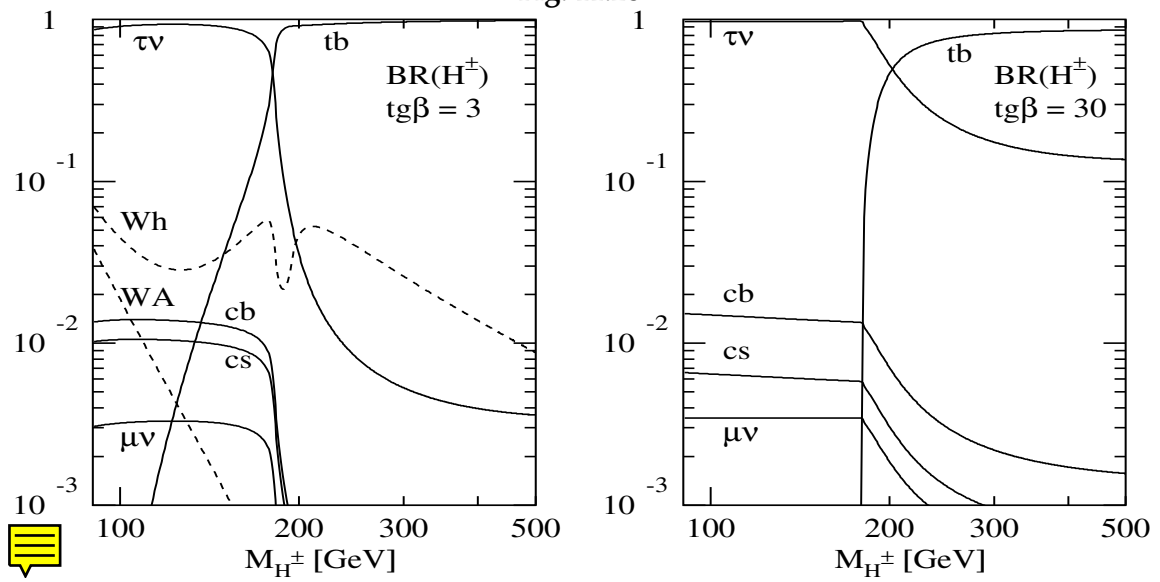 1
10⁻¹
10⁻²
10⁻³
τν
tb
BR(H±)
tgβ = 3
Wh
WA
cb
cs
μν
100
200
300
500
M_H± [GeV]
1
10⁻¹
10⁻²
10⁻³
τν
tb
BR(H±)
tgβ = 30
cb
cs
μν
100
200
300
500
M_H± [GeV]